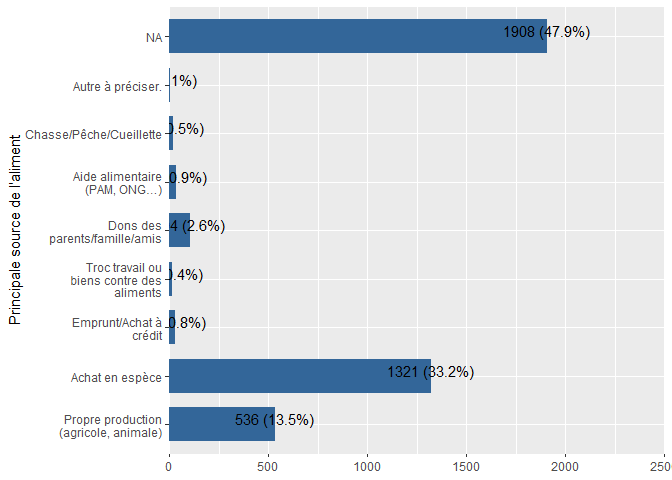 Principale source de l'aliment
NA
1908 (47.9%)
Autre à préciser.
1%)
Chasse/Pêche/Cueillette
0.5%)
Aide alimentaire
(PAM, ONG…)
0.9%)
Dons des
parents/famille/amis
4 (2.6%)
Troc travail ou
biens contre des
aliments
0.4%)
Emprunt/Achat à
crédit
0.8%)
Achat en espèce
1321 (33.2%)
Propre production
(agricole, animale)
536 (13.5%)
0 500 1000 1500 2000 250